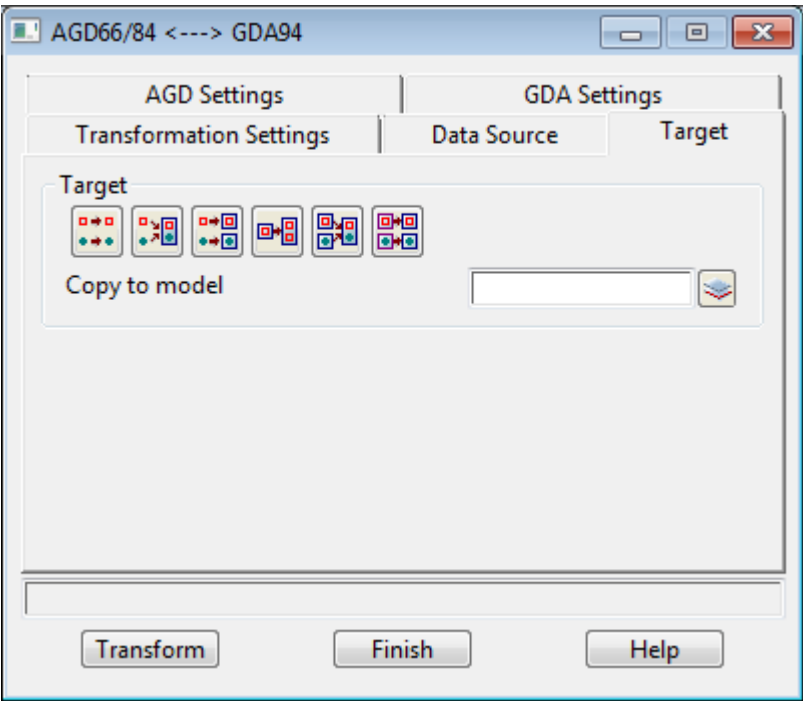 AGD66/84 <---> GDA94
AGD Settings GDA Settings
Transformation Settings Data Source Target
Target
Copy to model
Transform Finish Help